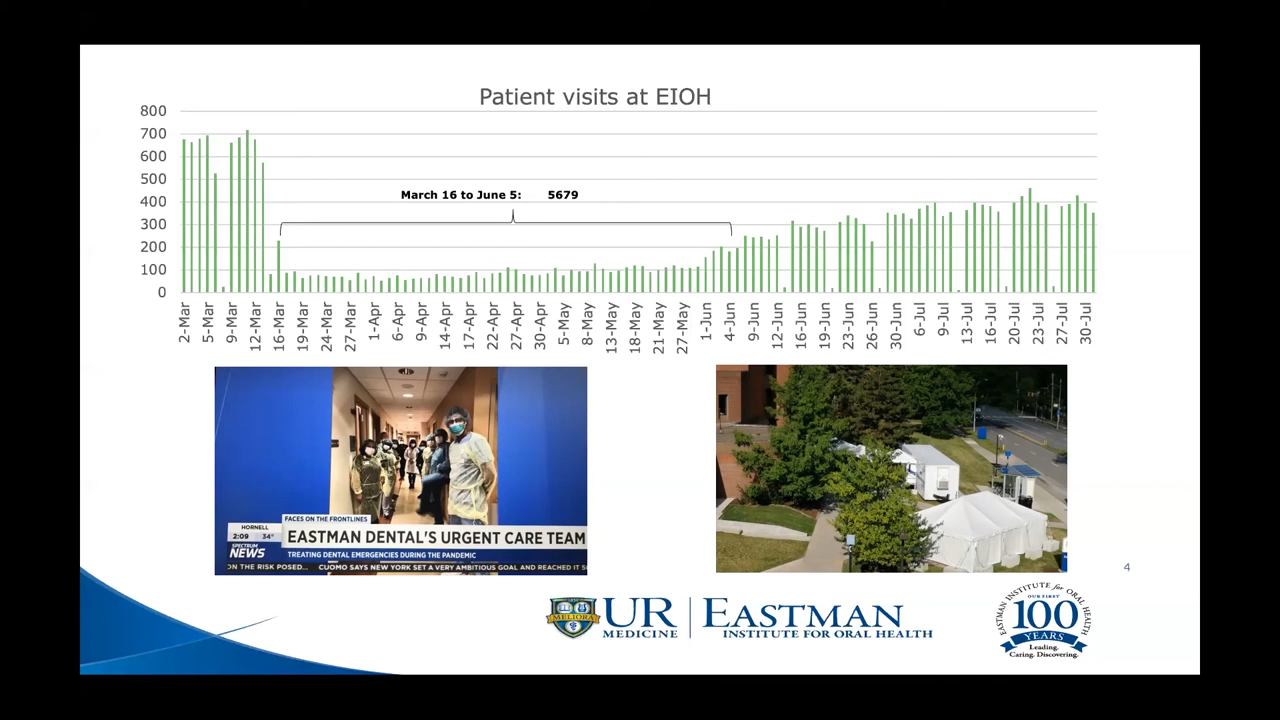 Patient visits at EIOH
800
700
600
500
400
300
200
100
0
March 16 to June 5: 5679
2-Mar
5-Mar
9-Mar
12-Mar
16-Mar
19-Mar
24-Mar
27-Mar
1-Apr
6-Apr
9-Apr
14-Apr
17-Apr
22-Apr
27-Apr
30-Apr
5-May
8-May
13-May
18-May
21-May
27-May
1-Jun
4-Jun
9-Jun
12-Jun
16-Jun
19-Jun
23-Jun
26-Jun
30-Jun
6-Jul
9-Jul
13-Jul
16-Jul
20-Jul
23-Jul
27-Jul
30-Jul
FACES ON THE FRONTLINES
HORNELL
2:09 34°
SPECTRUM
NEWS
EASTMAN DENTAL'S URGENT CARE TEAM
TREATING DENTAL EMERGENCIES DURING THE PANDEMIC
ON THE RISK POSED... CUOMO SAYS NEW YORK SET A VERY AMBITIOUS GOAL AND REACHED IT
4
MELIORA
UR
MEDICINE
EASTMAN
INSTITUTE FOR ORAL HEALTH
EASTMAN INSTITUTE for ORAL HEALTH
OUR FIRST
100
YEARS
Leading.
Caring. Discovering.